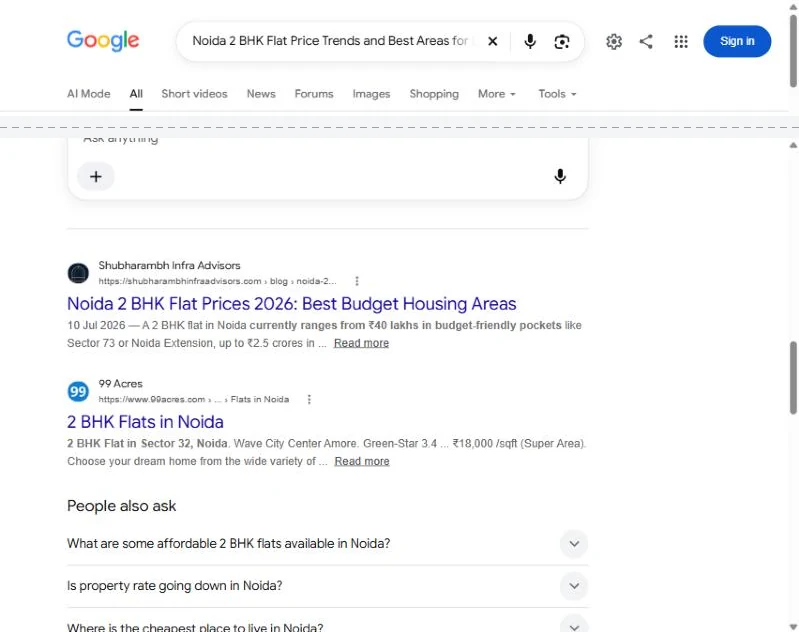 Google
Noida 2 BHK Flat Price Trends and Best Areas for
Sign in
AI Mode All Short videos News Forums Images Shopping More Tools
Ask anything
Shubharambh Infra Advisors
https://shubharambhinfraadvisors.com › blog › noida-2...
Noida 2 BHK Flat Prices 2026: Best Budget Housing Areas
10 Jul 2026 — A 2 BHK flat in Noida currently ranges from ₹40 lakhs in budget-friendly pockets like
Sector 73 or Noida Extension, up to ₹2.5 crores in ... Read more
99
99 Acres
https://www.99acres.com › ... › Flats in Noida
2 BHK Flats in Noida
2 BHK Flat in Sector 32, Noida. Wave City Center Amore. Green-Star 3.4 ... ₹18,000 /sqft (Super Area).
Choose your dream home from the wide variety of ... Read more
People also ask
What are some affordable 2 BHK flats available in Noida?
Is property rate going down in Noida?
Where is the cheapest place to live in Noida?